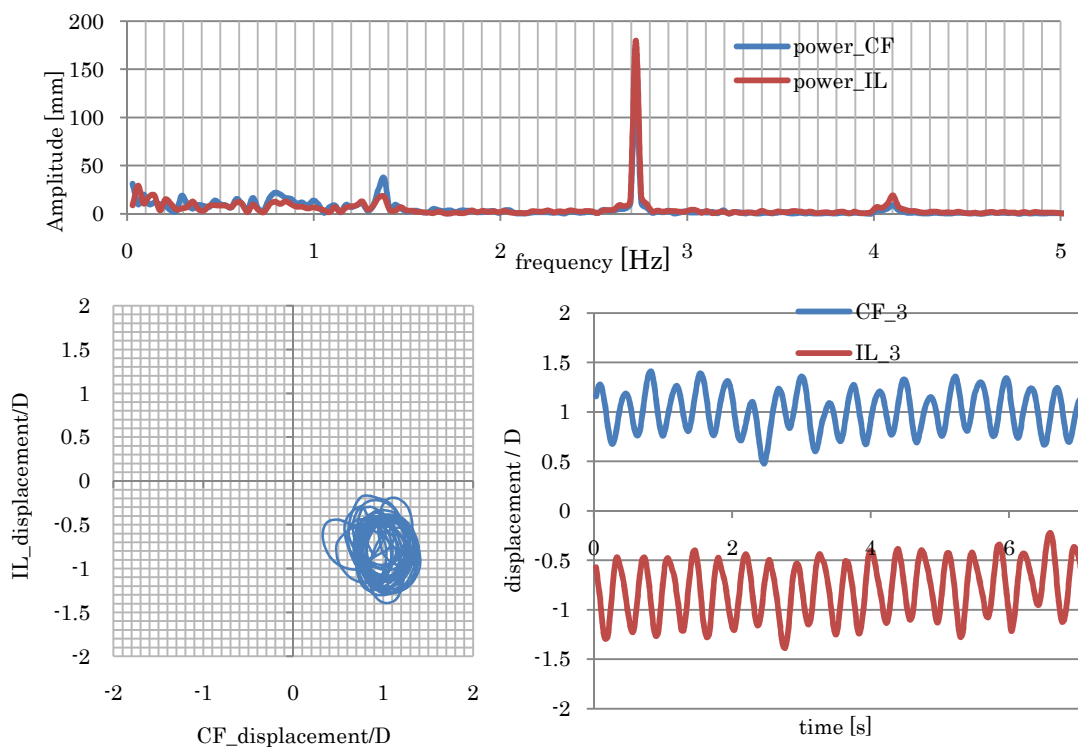 200
150
100
50
0
Amplitude [mm]
power_CF
power_IL
0 1 2 3 4 5
frequency [Hz]
2
1.5
1
0.5
0
-0.5
-1
-1.5
-2
IL_displacement/D
-2 -1 0 1 2
CF_displacement/D
2
1.5
1
0.5
0
-0.5
-1
-1.5
-2
displacement / D
CF_3
IL_3
0 2 4 6
time [s]